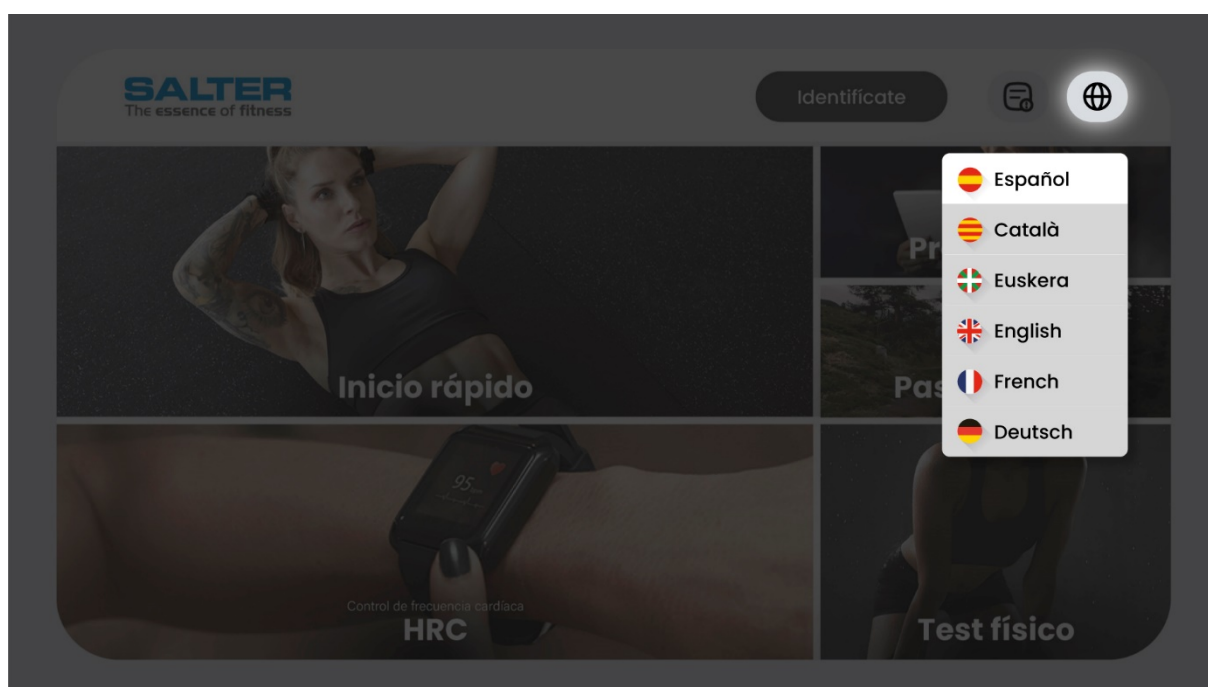 SALTER
The essence of fitness
Identifícate
Español
Català
Euskera
English
French
Deutsch
Inicio rápido
95
Control de frecuencia cardíaca
HRC
Test físico